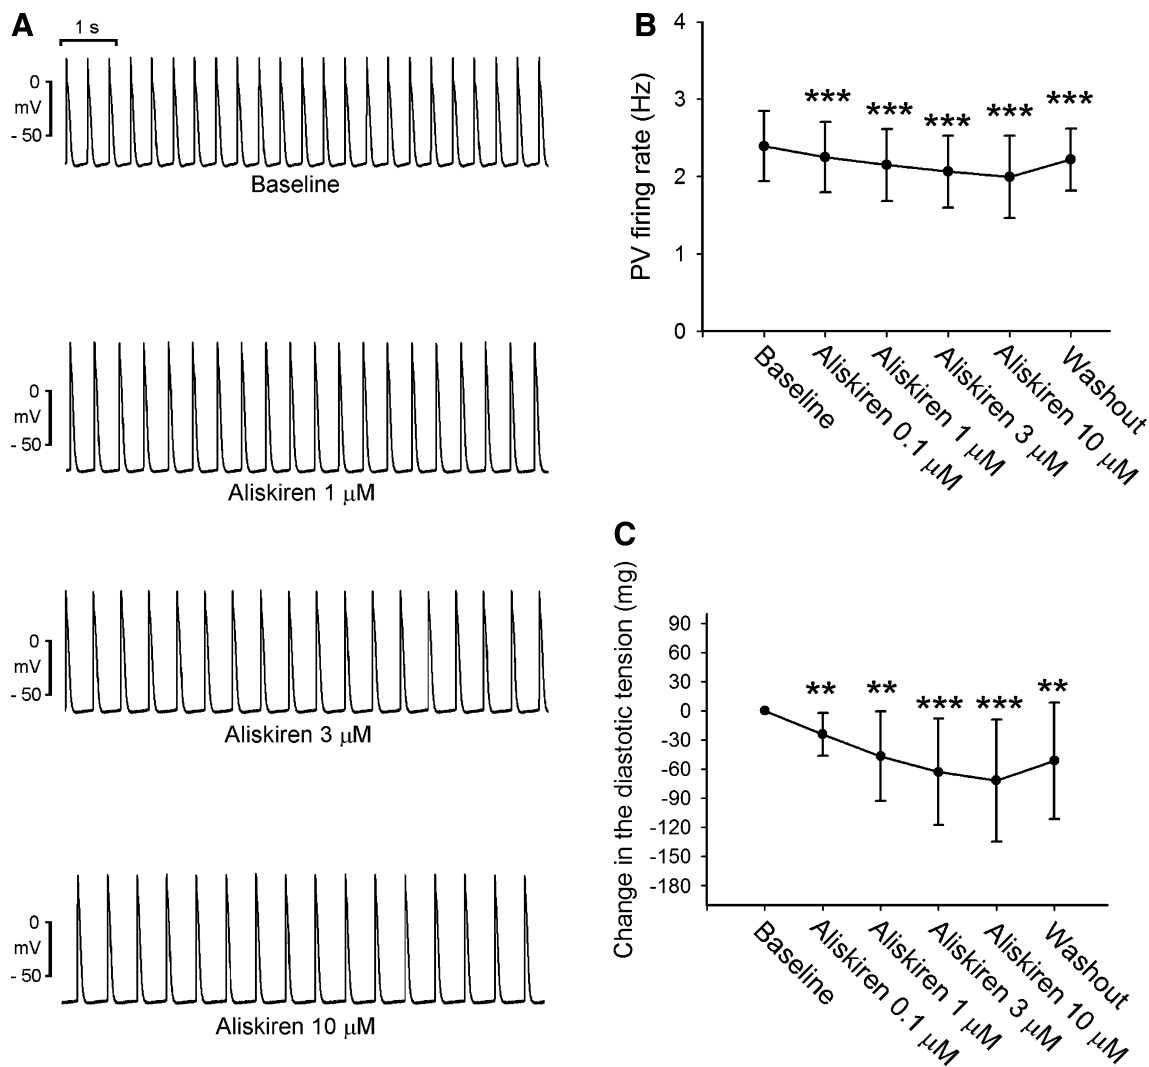 A
1 s
0
mV
- 50
Baseline
0
mV
- 50
Aliskiren 1 μM
0
mV
- 50
Aliskiren 3 μM
0
mV
- 50
Aliskiren 10 μM
B
PV firing rate (Hz)
4
3
2
1
0
***
***
***
***
***
Baseline
Aliskiren 0.1 μM
Aliskiren 1 μM
Aliskiren 3 μM
Aliskiren 10 μM
Washout
C
Change in the diastotic tension (mg)
90
60
30
0
-30
-60
-90
-120
-150
-180
**
**
***
***
**
Baseline
Aliskiren 0.1 μM
Aliskiren 1 μM
Aliskiren 3 μM
Aliskiren 10 μM
Washout